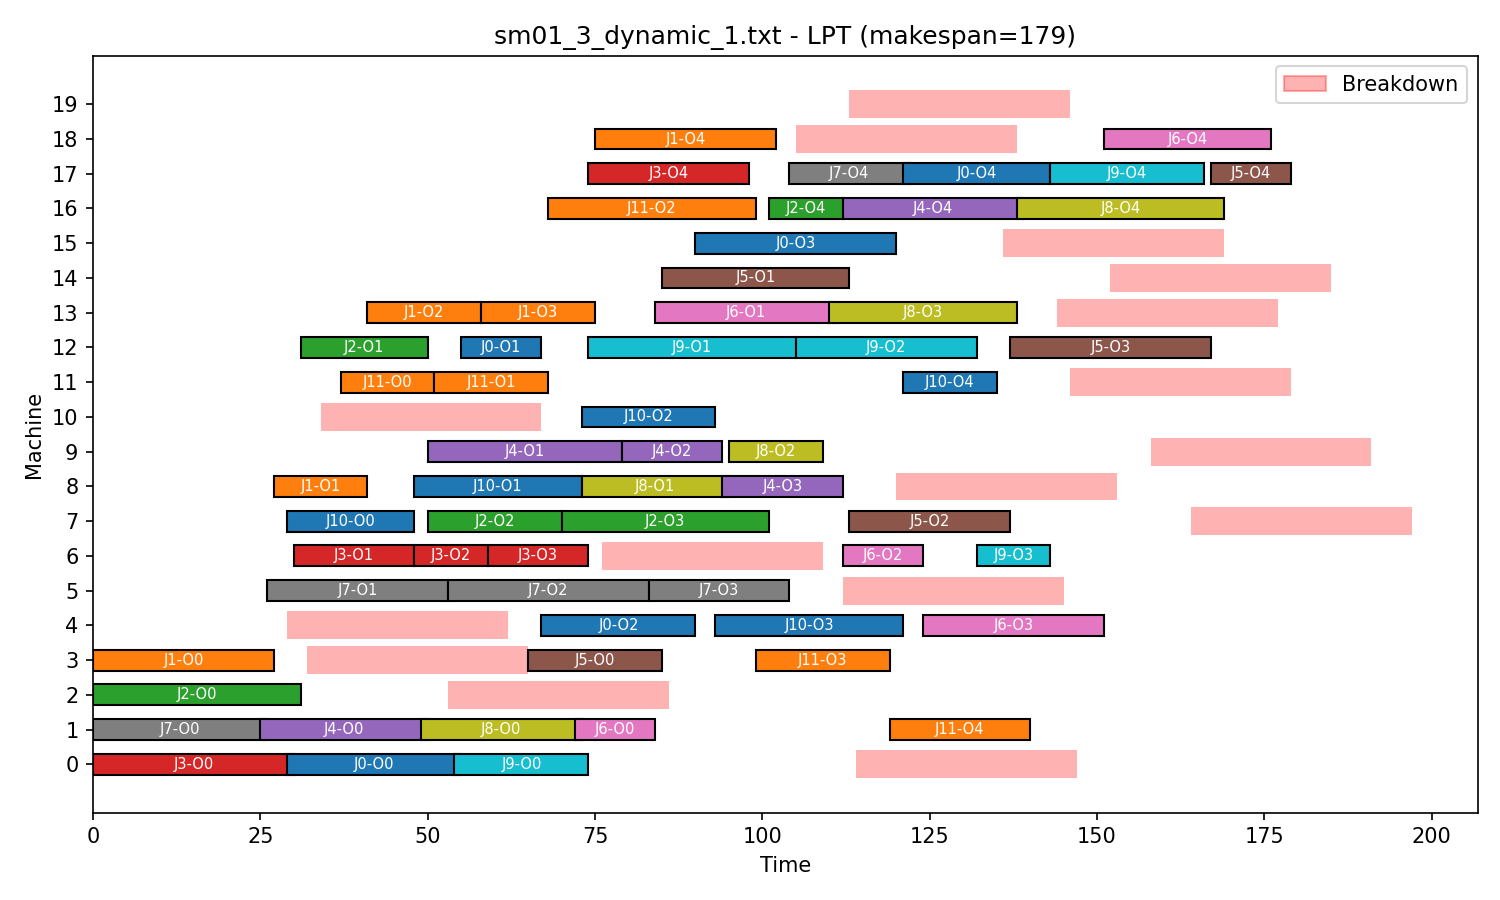 sm01_3_dynamic_1.txt - LPT (makespan=179)
Breakdown
19
18 J1-O4 J6-O4
17 J3-O4 J7-O4 J0-O4 J9-O4 J5-O4
16 J11-O2 J2-O4 J4-O4 J8-O4
15 J0-O3
14 J5-O1
13 J1-O2 J1-O3 J6-O1 J8-O3
12 J2-O1 J0-O1 J9-O1 J9-O2 J5-O3
11 J11-O0 J11-O1 J10-O4
10 J10-O2
9 J4-O1 J4-O2 J8-O2
8 J1-O1 J10-O1 J8-O1 J4-O3
7 J10-O0 J2-O2 J2-O3 J5-O2
6 J3-O1 J3-O2 J3-O3 J6-O2 J9-O3
5 J7-O1 J7-O2 J7-O3
4 J0-O2 J10-O3 J6-O3
3 J1-O0 J5-O0 J11-O3
2 J2-O0
1 J7-O0 J4-O0 J8-O0 J6-O0 J11-O4
0 J3-O0 J0-O0 J9-O0
Machine
0 25 50 75 100 125 150 175 200
Time